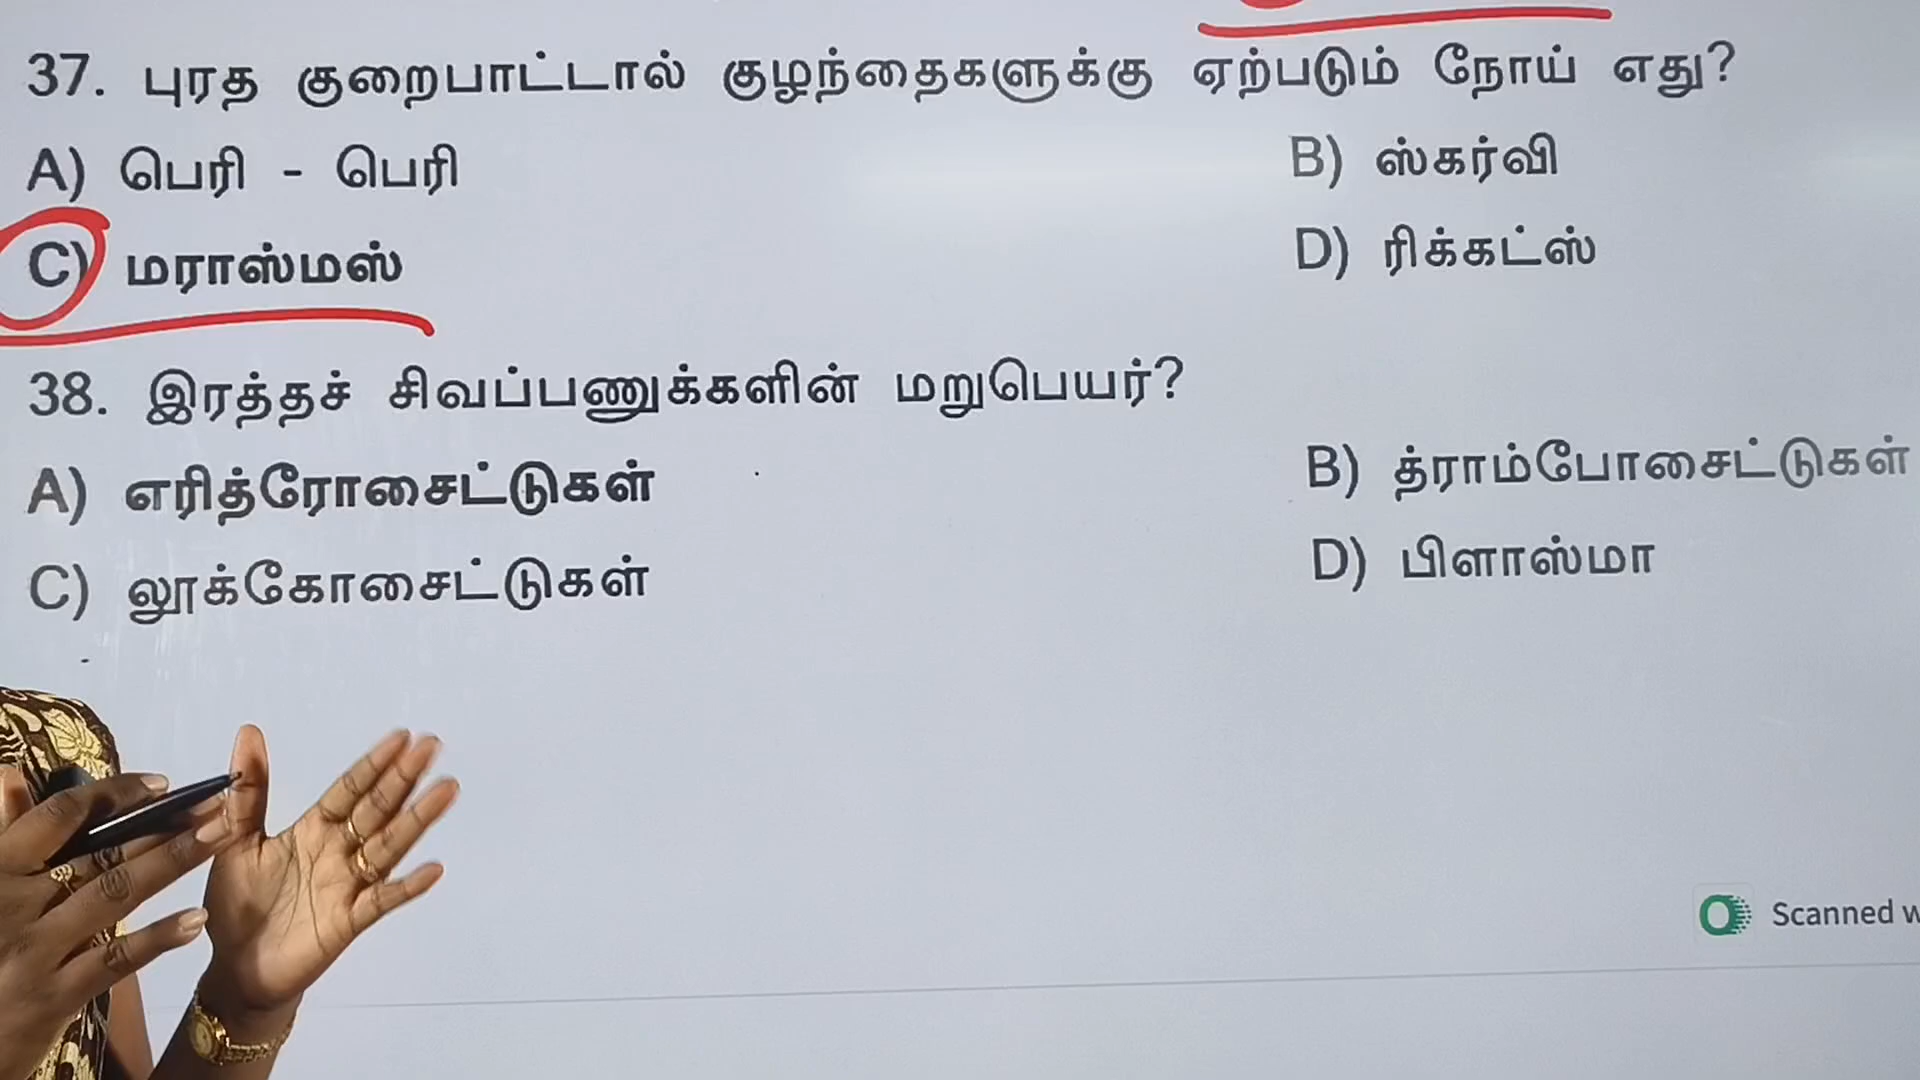 37. புரத குறைபாட்டால் குழந்தைகளுக்கு ஏற்படும் நோய் எது?
A) பெரி - பெரி B) ஸ்கர்வி
C) மராஸ்மஸ் D) ரிக்கட்ஸ்
38. இரத்தச் சிவப்பணுக்களின் மறுபெயர்?
A) எரித்ரோசைட்டுகள் B) த்ராம்போசைட்டுகள்
C) லூக்கோசைட்டுகள் D) பிளாஸ்மா
Scanned w